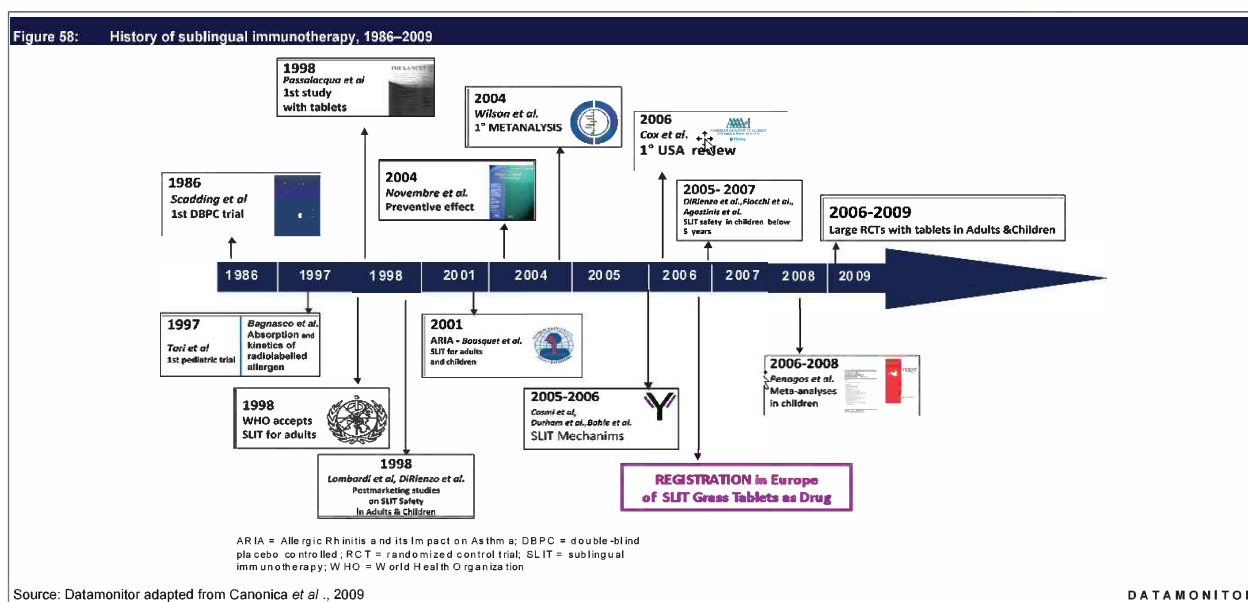 Figure 58: History of sublingual immunotherapy, 1986–2009
1998
Passalacqua et al
1st study
with tablets
THE LANCET
2004
Wilson et al.
1° METANALYSIS
2006
Cox et al.
1° USA review
1986
Scadding et al
1st DBPC trial
2004
Novembre et al.
Preventive effect
2005- 2007
DiRienzo et al.,Fiocchi et al.,
Agostinis et al.
SLIT safety in children below
5 years
2006-2009
Large RCTs with tablets in Adults &Children
1986 1997 1998 2001 2004 2005 2006 2007 2008 2009
1997
Tari et al
1st pediatric trial
Bagnasco et al.
Absorption and
kinetics of
radiolabelled
allergen
2001
ARIA - Bousquet et al.
SLIT for adults
and children
2006-2008
Penagos et al.
Meta-analyses
in children
1998
WHO accepts
SLIT for adults
2005-2006
Cosmi et al,
Durham et al.,Bohle et al.
SLIT Mechanims
1998
Lombardi et al, DiRienzo et al.
Postmarketing studies
on SLIT Safety
in Adults & Children
REGISTRATION in Europe
of SLIT Grass Tablets as Drug
ARIA = Allergic Rhinitis and its Impact on Asthma; DBPC = double-blind
placebo controlled; RCT = randomized control trial; SLIT = sublingual
immunotherapy; WHO = World Health Organization
Source: Datamonitor adapted from Canonica et al ., 2009
DATAMONITOR